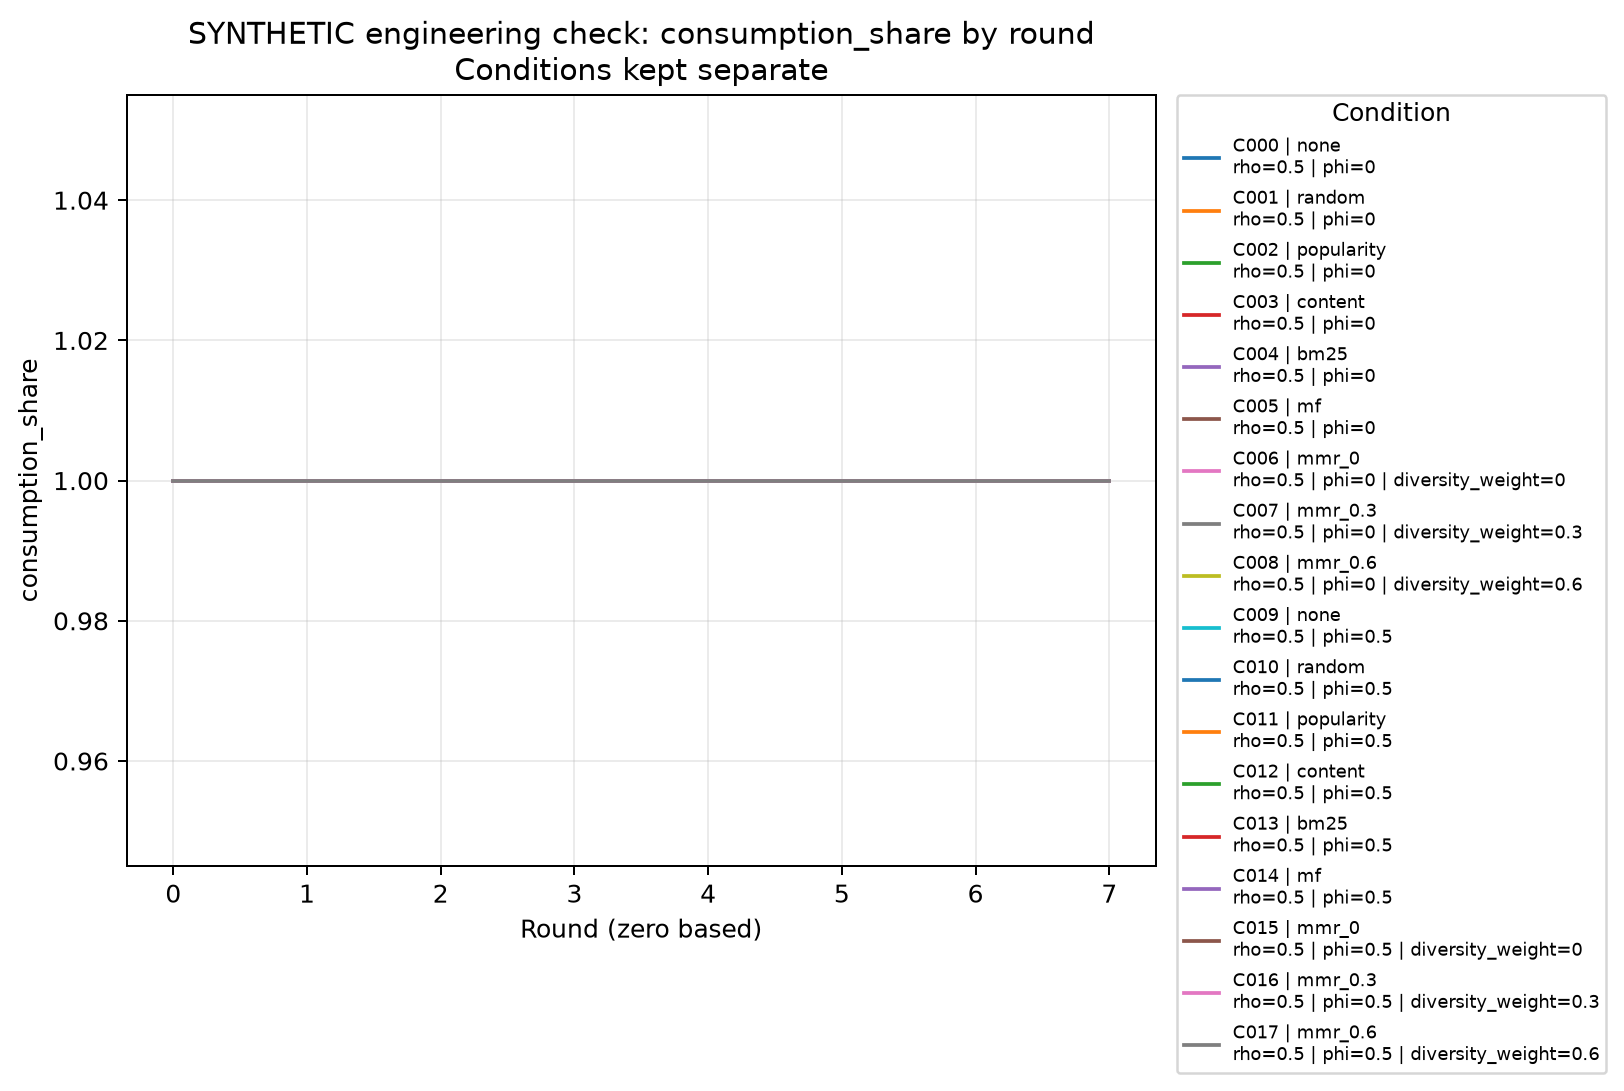 SYNTHETIC engineering check: consumption_share by round
Conditions kept separate
1.04
1.02
1.00
0.98
0.96
consumption_share
0
1
2
3
4
5
6
7
Round (zero based)
Condition
C000 | none
rho=0.5 | phi=0
C001 | random
rho=0.5 | phi=0
C002 | popularity
rho=0.5 | phi=0
C003 | content
rho=0.5 | phi=0
C004 | bm25
rho=0.5 | phi=0
C005 | mf
rho=0.5 | phi=0
C006 | mmr_0
rho=0.5 | phi=0 | diversity_weight=0
C007 | mmr_0.3
rho=0.5 | phi=0 | diversity_weight=0.3
C008 | mmr_0.6
rho=0.5 | phi=0 | diversity_weight=0.6
C009 | none
rho=0.5 | phi=0.5
C010 | random
rho=0.5 | phi=0.5
C011 | popularity
rho=0.5 | phi=0.5
C012 | content
rho=0.5 | phi=0.5
C013 | bm25
rho=0.5 | phi=0.5
C014 | mf
rho=0.5 | phi=0.5
C015 | mmr_0
rho=0.5 | phi=0.5 | diversity_weight=0
C016 | mmr_0.3
rho=0.5 | phi=0.5 | diversity_weight=0.3
C017 | mmr_0.6
rho=0.5 | phi=0.5 | diversity_weight=0.6